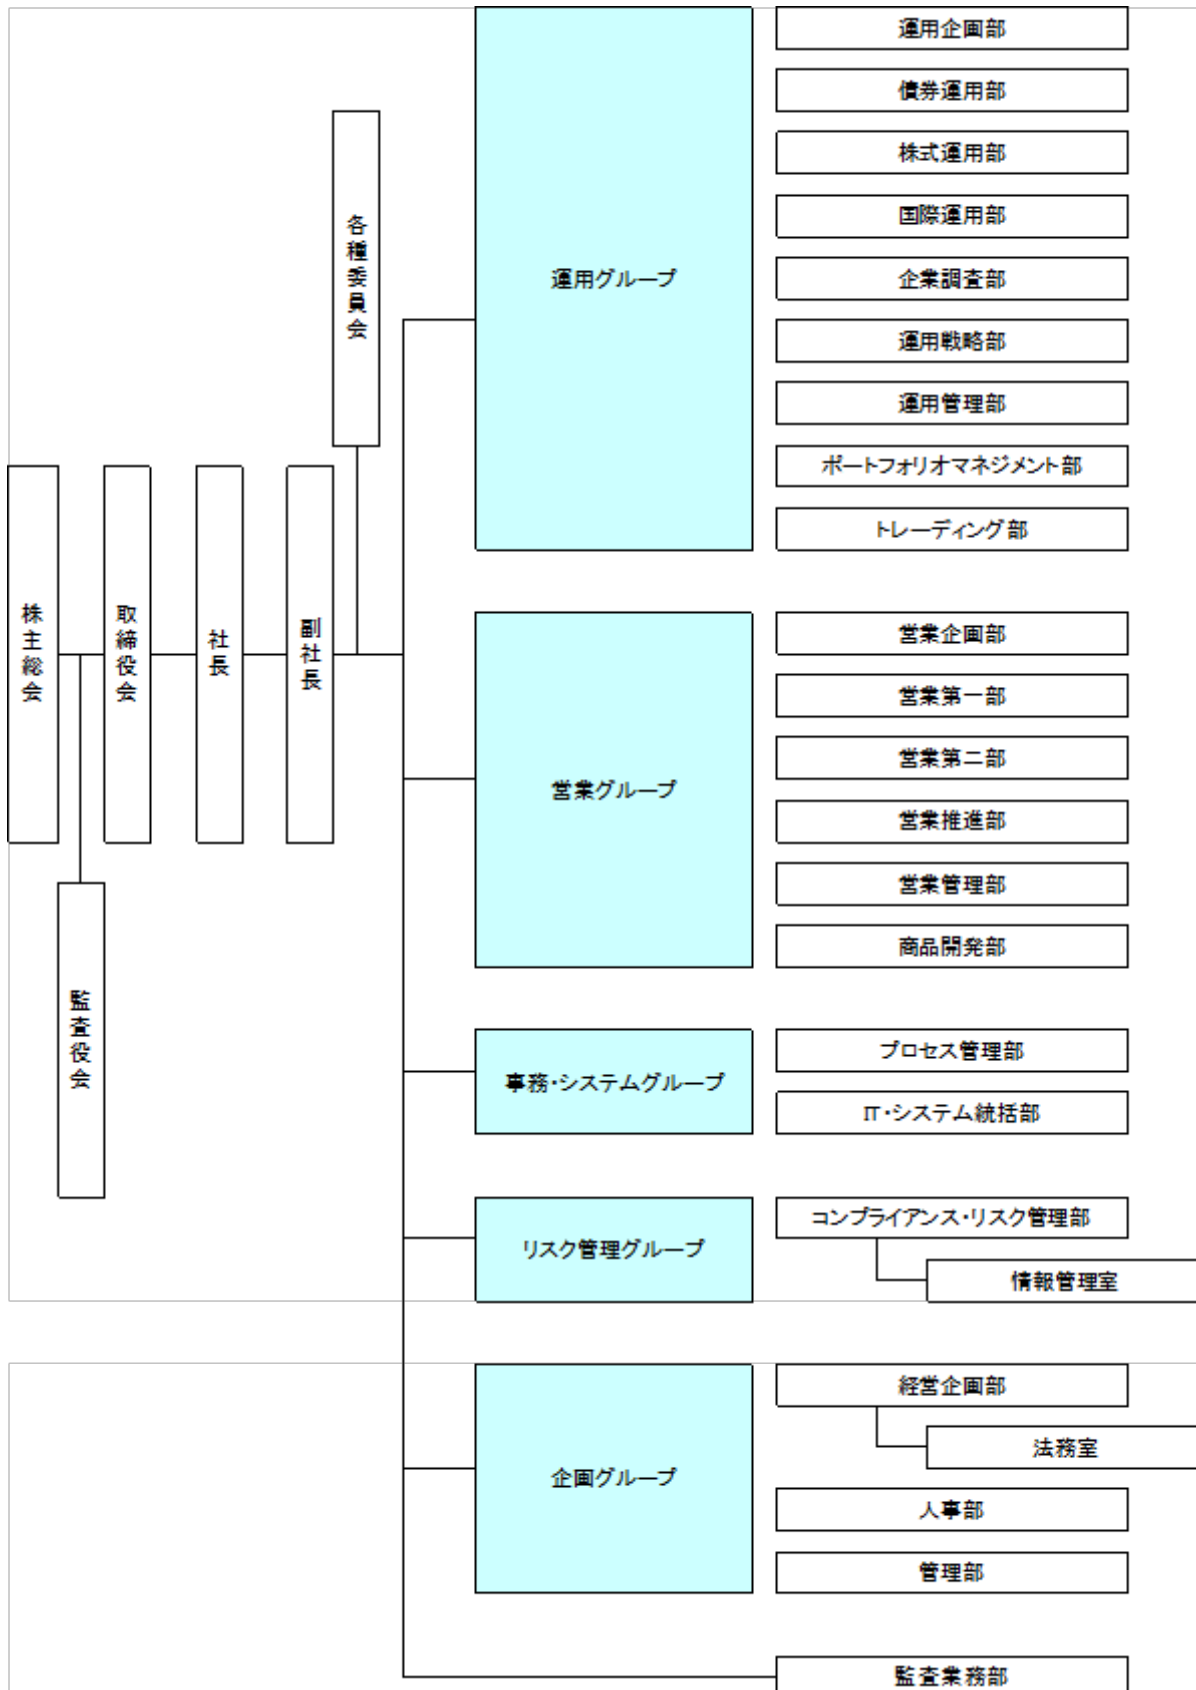 株主総会
監査役会
取締役会
社長
副社長
各種委員会
運用グループ
運用企画部
債券運用部
株式運用部
国際運用部
企業調査部
運用戦略部
運用管理部
ポートフォリオマネジメント部
トレーディング部
営業グループ
営業企画部
営業第一部
営業第二部
営業推進部
営業管理部
商品開発部
事務・システムグループ
プロセス管理部
IT・システム統括部
リスク管理グループ
コンプライアンス・リスク管理部
情報管理室
企画グループ
経営企画部
法務室
人事部
管理部
監査業務部